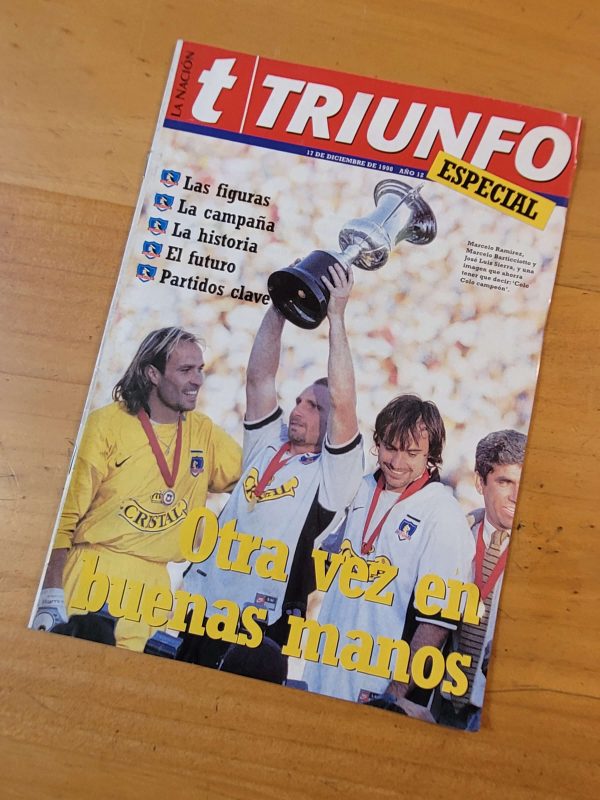 LA NACIÓN
t TRIUNFO
17 DE DICIEMBRE DE 1998 AÑO 12
ESPECIAL
Las figuras
La campaña
La historia
El futuro
Partidos clave
Marcelo Ramírez,
Marcelo Barticciotto y
José Luis Sierra, y una
imagen que ahorra
tener que decir: "Colo
Colo campeón".
CRISTAL
Otra vez en
buenas manos